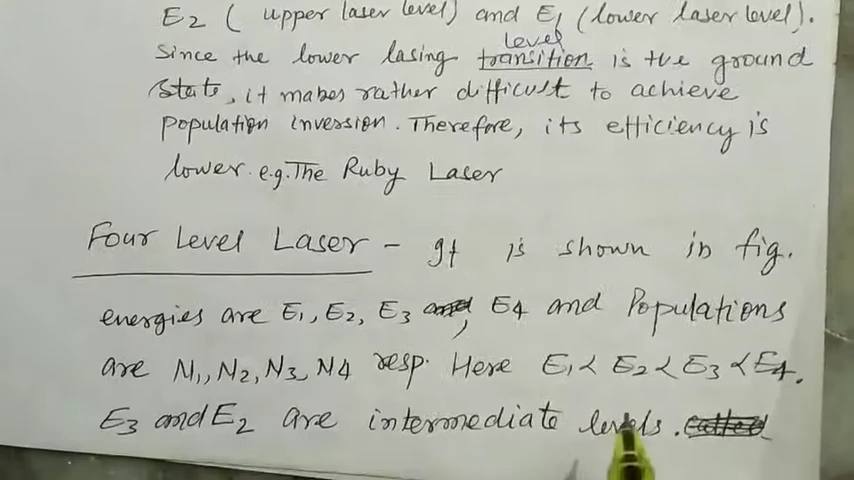 E2 ( upper laser level) and E1 (lower laser level).
level
Since the lower lasing transition is the ground
state, it makes rather difficult to achieve
population inversion. Therefore, its efficiency is
lower. e.g. The Ruby Laser
Four Level Laser - It is shown in fig.
energies are E1, E2, E3, E4 and Populations
are N1, N2, N3, N4 resp. Here E1 < E2 < E3 < E4.
E3 and E2 are intermediate levels.